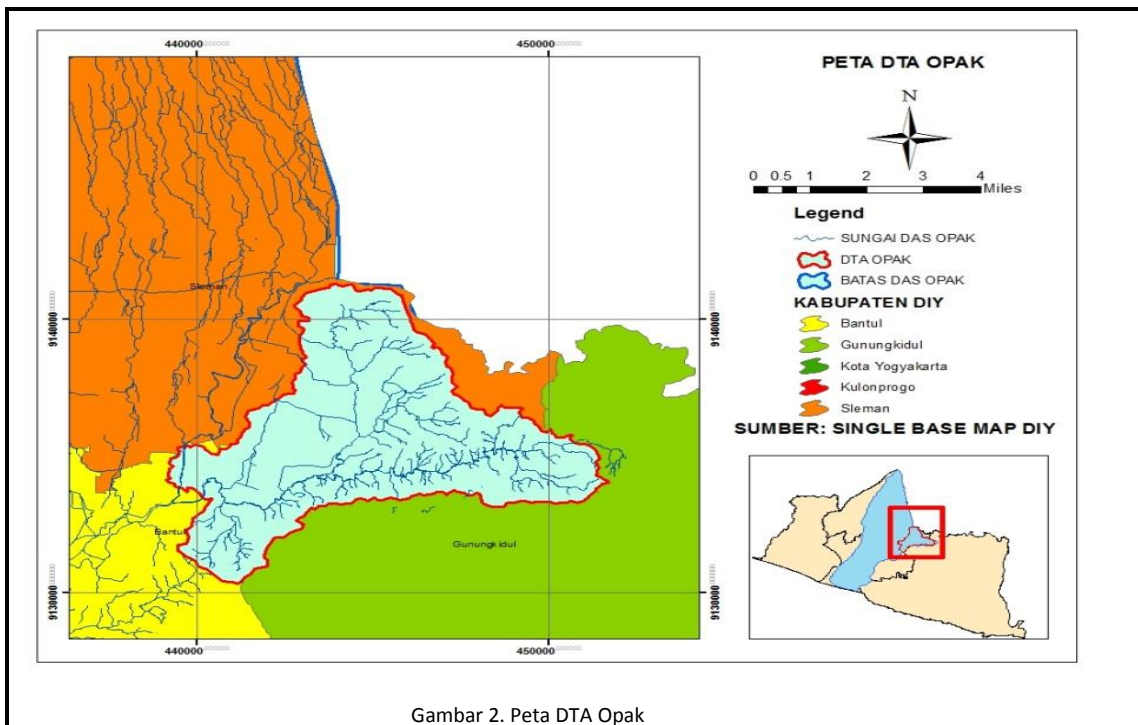 440000
450000
9140000
9130000
Sleman
Bantul
Gunungkidul
9140000
9130000
440000
450000
PETA DTA OPAK
N
0 0.5 1 2 3 4
Miles
Legend
SUNGAI DAS OPAK
DTA OPAK
BATAS DAS OPAK
KABUPATEN DIY
Bantul
Gunungkidul
Kota Yogyakarta
Kulonprogo
Sleman
SUMBER: SINGLE BASE MAP DIY
Gambar 2. Peta DTA Opak